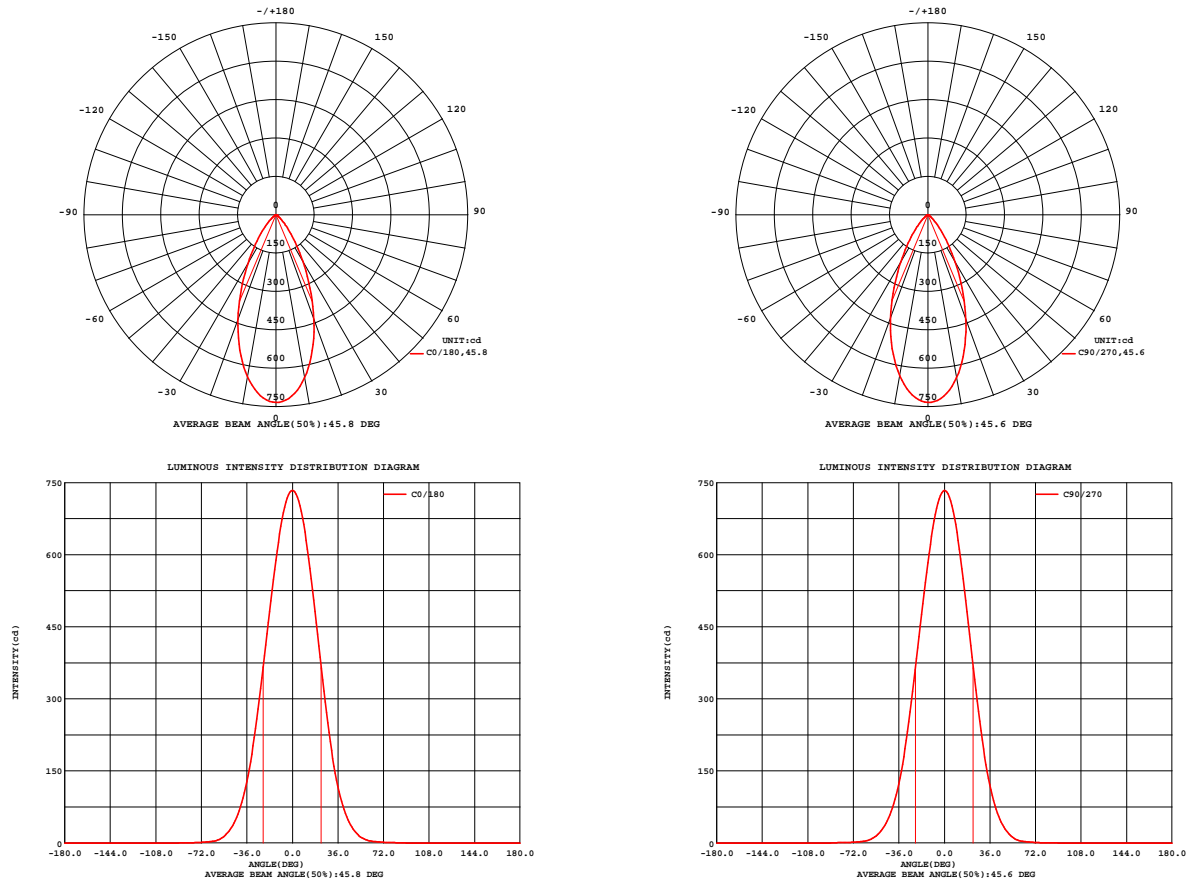 -/+180
-150 150
-120 120
-90 0 90
150
300
-60 450 60
UNIT:cd
600 C0/180,45.8
-30 750 30
0
AVERAGE BEAM ANGLE(50%):45.8 DEG
-/+180
-150 150
-120 120
-90 0 90
150
300
-60 450 60
UNIT:cd
600 C90/270,45.6
-30 750 30
0
AVERAGE BEAM ANGLE(50%):45.6 DEG
LUMINOUS INTENSITY DISTRIBUTION DIAGRAM
750
C0/180
600
450
INTENSITY(cd)
300
150
0
-180.0 -144.0 -108.0 -72.0 -36.0 0.0 36.0 72.0 108.0 144.0 180.0
ANGLE(DEG)
AVERAGE BEAM ANGLE(50%):45.8 DEG
LUMINOUS INTENSITY DISTRIBUTION DIAGRAM
750
C90/270
600
450
INTENSITY(cd)
300
150
0
-180.0 -144.0 -108.0 -72.0 -36.0 0.0 36.0 72.0 108.0 144.0 180.0
ANGLE(DEG)
AVERAGE BEAM ANGLE(50%):45.6 DEG